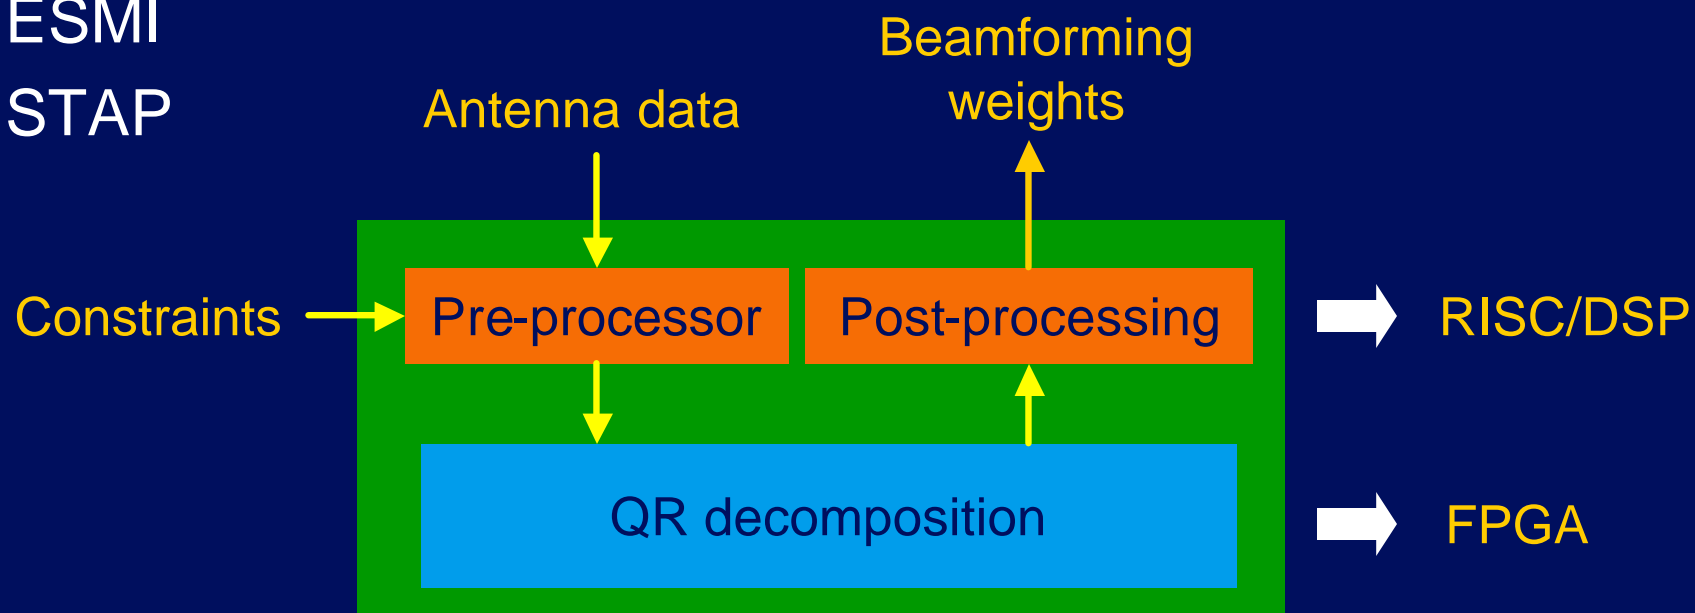 ESMI
STAP
Beamforming
weights
Antenna data
Constraints
Pre-processor
Post-processing
RISC/DSP
QR decomposition
FPGA